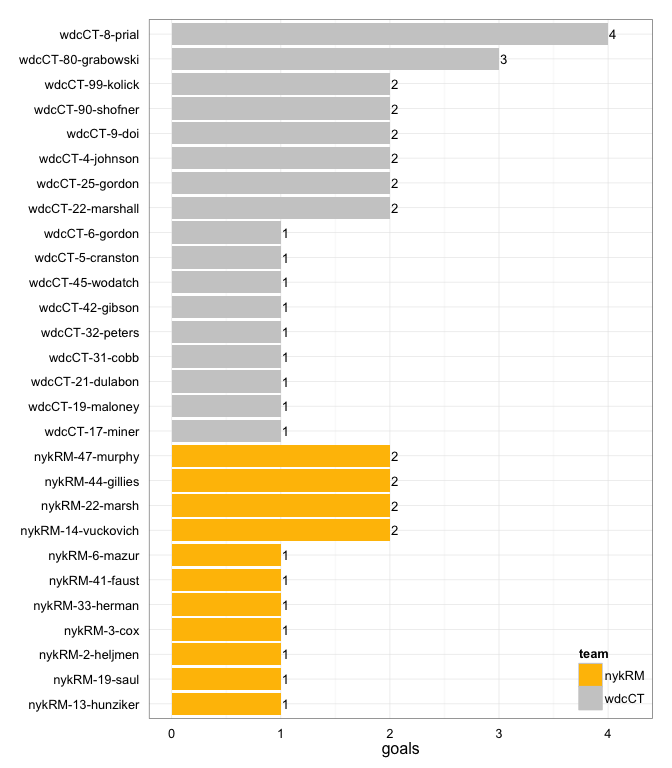 wdcCT-8-prial 4
wdcCT-80-grabowski 3
wdcCT-99-kolick 2
wdcCT-90-shofner 2
wdcCT-9-doi 2
wdcCT-4-johnson 2
wdcCT-25-gordon 2
wdcCT-22-marshall 2
wdcCT-6-gordon 1
wdcCT-5-cranston 1
wdcCT-45-wodatch 1
wdcCT-42-gibson 1
wdcCT-32-peters 1
wdcCT-31-cobb 1
wdcCT-21-dulabon 1
wdcCT-19-maloney 1
wdcCT-17-miner 1
nykRM-47-murphy 2
nykRM-44-gillies 2
nykRM-22-marsh 2
nykRM-14-vuckovich 2
nykRM-6-mazur 1
nykRM-41-faust 1
nykRM-33-herman 1
nykRM-3-cox 1
nykRM-2-heljmen 1
nykRM-19-saul 1
nykRM-13-hunziker 1
team
nykRM
wdcCT
0 1 2 3 4
goals